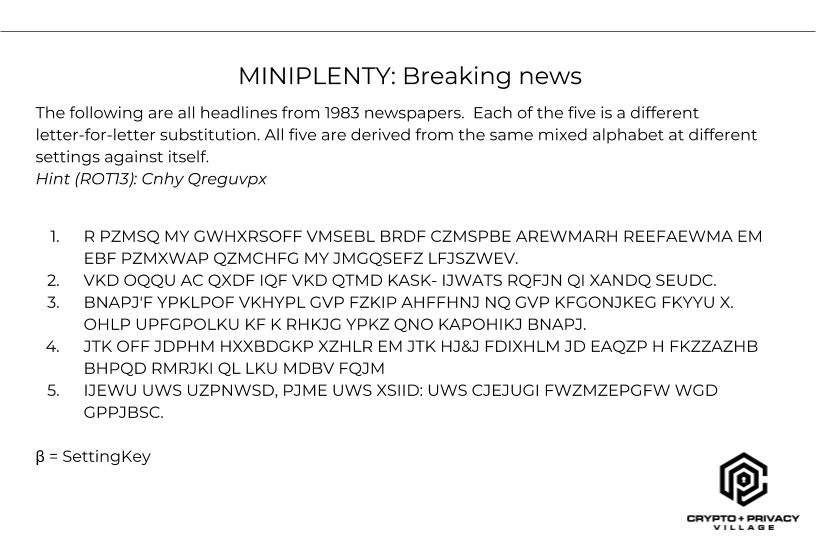 MINIPLENTY: Breaking news
The following are all headlines from 1983 newspapers. Each of the five is a different
letter-for-letter substitution. All five are derived from the same mixed alphabet at different
settings against itself.
Hint (ROT13): Cnhy Qreguvpx
1. R PZMSQ MY GWHXRSOFF VMSEBL BRDF CZMSPBE AREWMARH REEFAEWMA EM
EBF PZMXWAP QZMCHFG MY JMGQSEFZ LFJSZWEV.
2. VKD OQQU AC QXDF IQF VKD QTMD KASK- IJWATS RQFJN QI XANDQ SEUDC.
3. BNAPJ'F YPKLPOF VKHYPL GVP FZKIP AHFFHNJ NQ GVP KFGONJKEG FKYYU X.
OHLP UPFGPOLKU KF K RHKJG YPKZ QNO KAPOHIKJ BNAPJ.
4. JTK OFF JDPHM HXXBDGKP XZHLR EM JTK HJ&J FDIXHLM JD EAQZP H FKZZAZHB
BHPQD RMRJKI QL LKU MDBV FQJM
5. IJEWU UWS UZPNWSD, PJME UWS XSIID: UWS CJEJUGI FWZMZEPGFW WGD
GPPJBSC.
β = SettingKey
CRYPTO + PRIVACY
VILLAGE